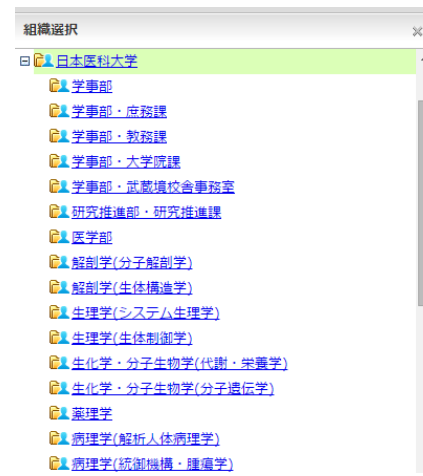 組織選択
日本医科大学
学事部
学事部・庶務課
学事部・教務課
学事部・大学院課
学事部・武蔵境校舎事務室
研究推進部・研究推進課
医学部
解剖学(分子解剖学)
解剖学(生体構造学)
生理学(システム生理学)
生理学(生体制御学)
生化学・分子生物学(代謝・栄養学)
生化学・分子生物学(分子遺伝学)
薬理学
病理学(解析人体病理学)
病理学(統御機構・腫瘍学)